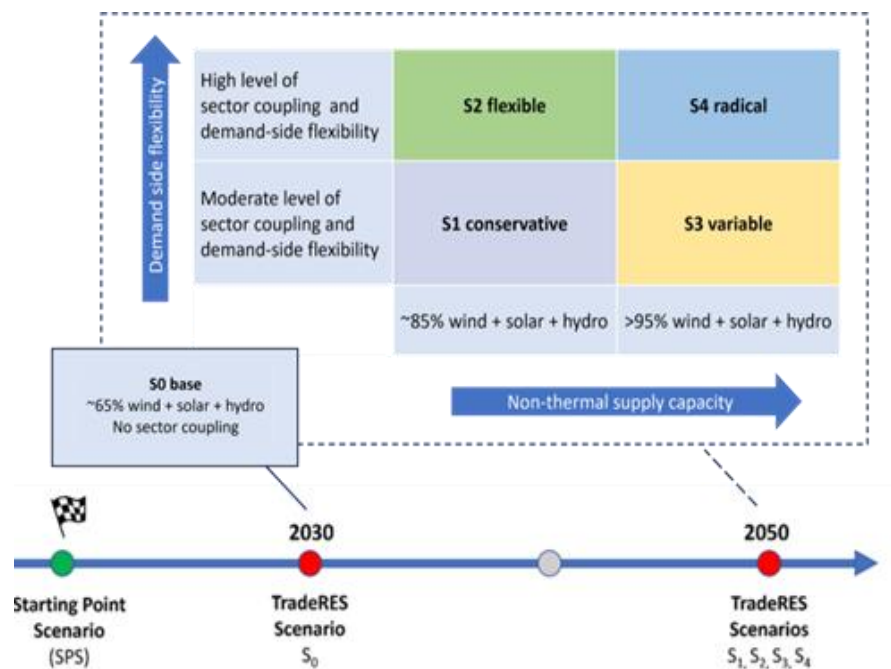 Demand side flexibility
High level of
sector coupling and
demand-side flexibility
S2 flexible
S4 radical
Moderate level of
sector coupling and
demand-side flexibility
S1 conservative
S3 variable
~85% wind + solar + hydro
>95% wind + solar + hydro
Non-thermal supply capacity
S0 base
~65% wind + solar + hydro
No sector coupling
2030
2050
Starting Point
Scenario
(SPS)
TradeRES
Scenario
S₀
TradeRES
Scenarios
S₁, S₂, S₃, S₄